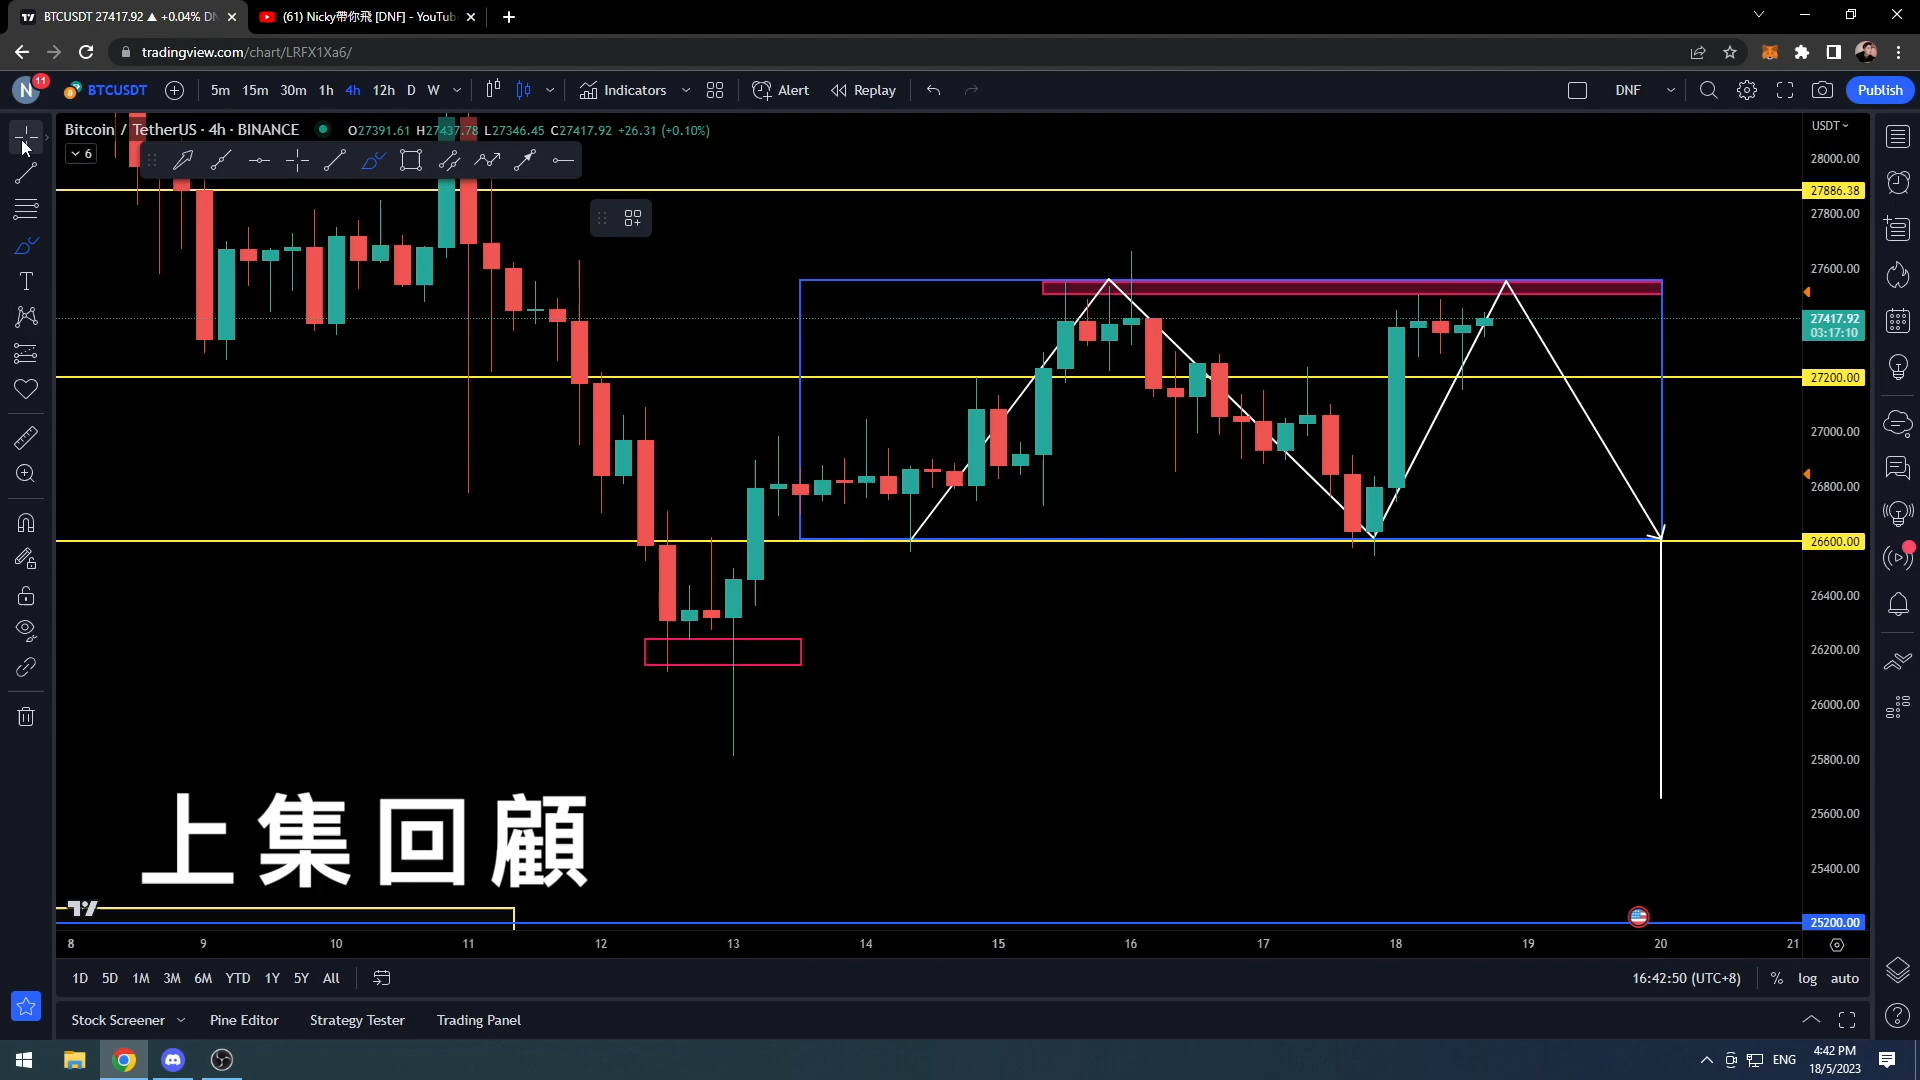 BTCUSDT 27417.92 ▲ +0.04% DN
(61) Nicky帶你飛 [DNF] - YouTub
tradingview.com/chart/LRFX1Xa6/
N
11
BTCUSDT
5m 15m 30m 1h 4h 12h D W
Indicators
Alert
Replay
DNF
Publish
Bitcoin / TetherUS · 4h · BINANCE
O27391.61 H27437.78 L27346.45 C27417.92 +26.31 (+0.10%)
6
USDT
28000.00
27886.38
27800.00
27600.00
27417.92
03:17:10
27200.00
27000.00
26800.00
26600.00
26400.00
26200.00
26000.00
25800.00
25600.00
25400.00
25200.00
上集回顧
8 9 10 11 12 13 14 15 16 17 18 19 20 21
1D 5D 1M 3M 6M YTD 1Y 5Y All
16:42:50 (UTC+8)
% log auto
Stock Screener
Pine Editor
Strategy Tester
Trading Panel
ENG
4:42 PM
18/5/2023